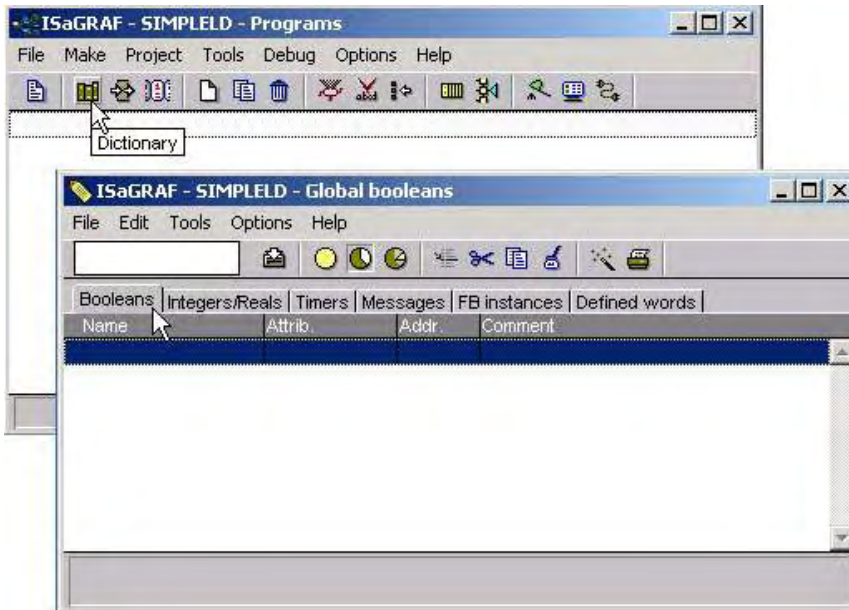 ISaGRAF - SIMPLELD - Programs
File Make Project Tools Debug Options Help
Dictionary
ISaGRAF - SIMPLELD - Global booleans
File Edit Tools Options Help
Booleans Integers/Reals Timers Messages FB instances Defined words
Name Attrib. Addr. Comment